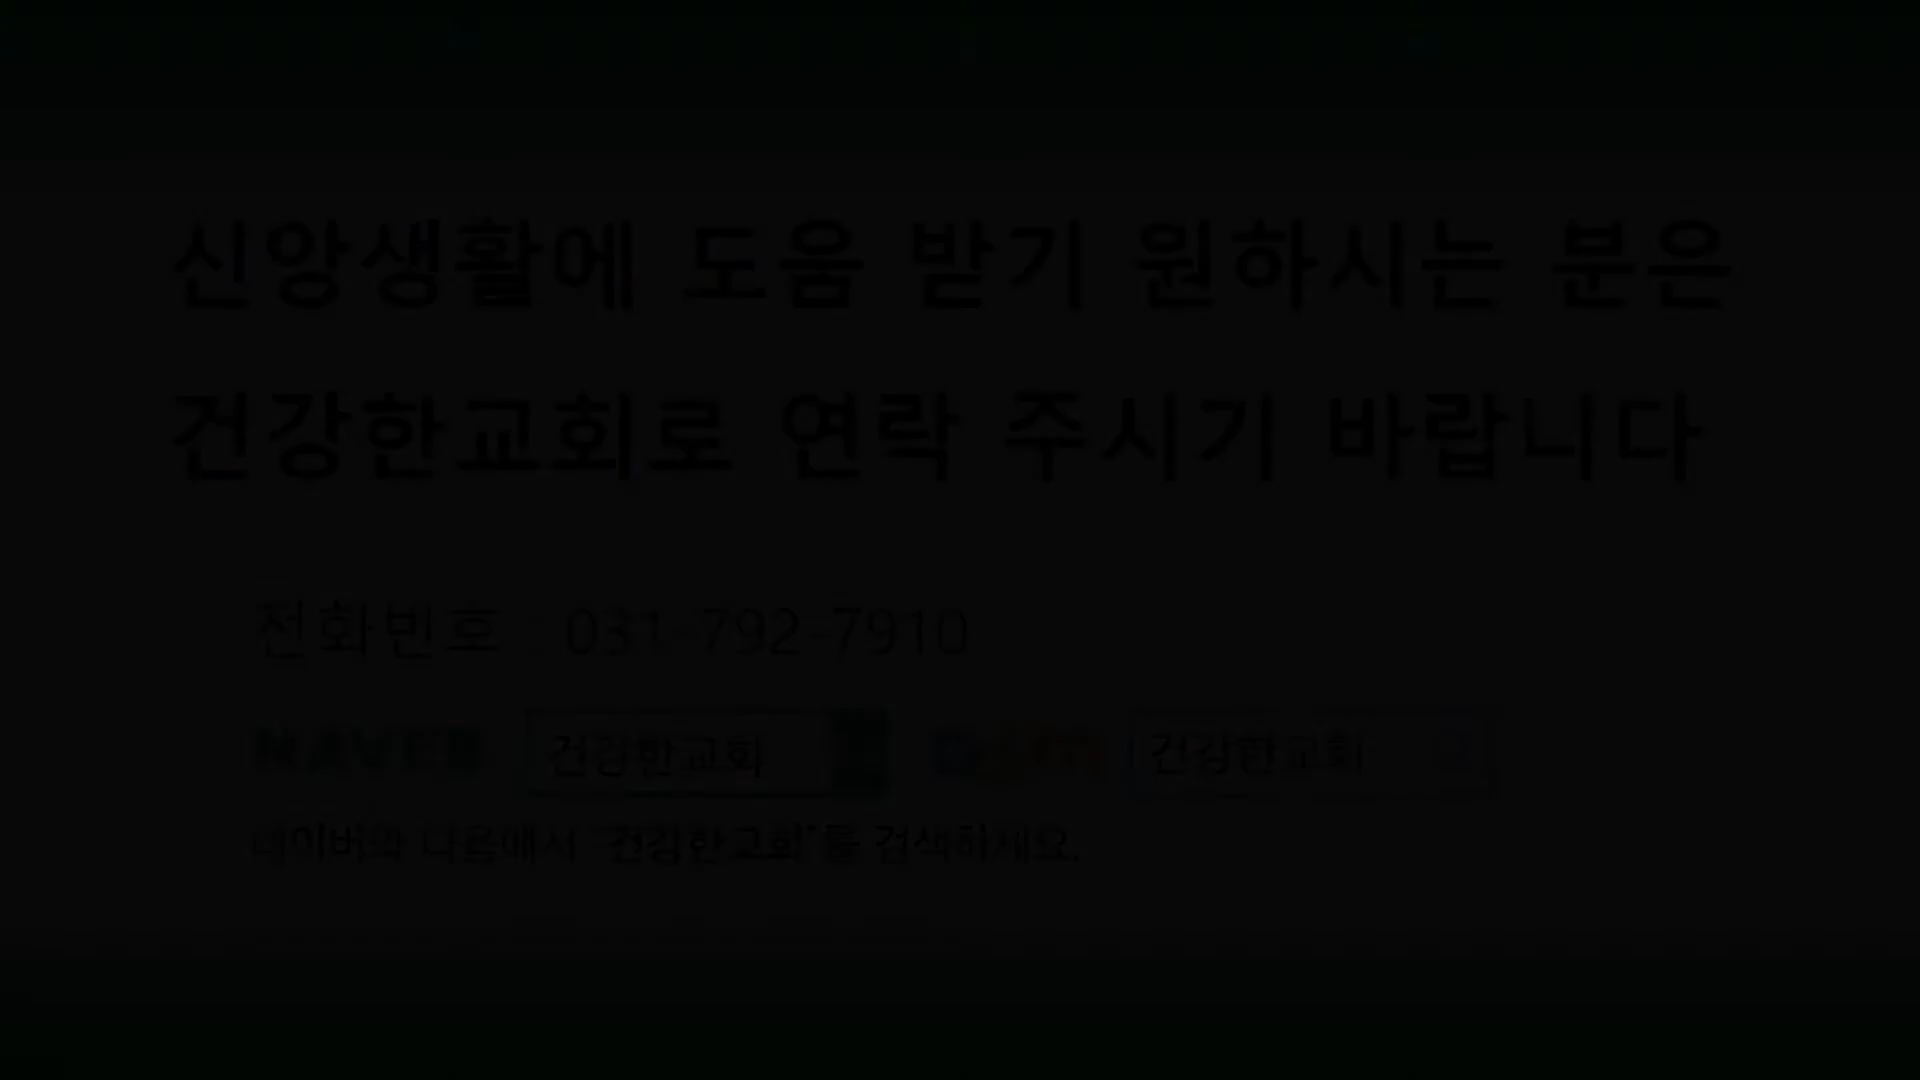 신앙생활에 도움 받기 원하시는 분은
건강한교회로 연락 주시기 바랍니다
전화번호 : 031-792-7910
NAVER 건강한교회 Daum 건강한교회
네이버와 다음에서 "건강한교회"를 검색하세요.